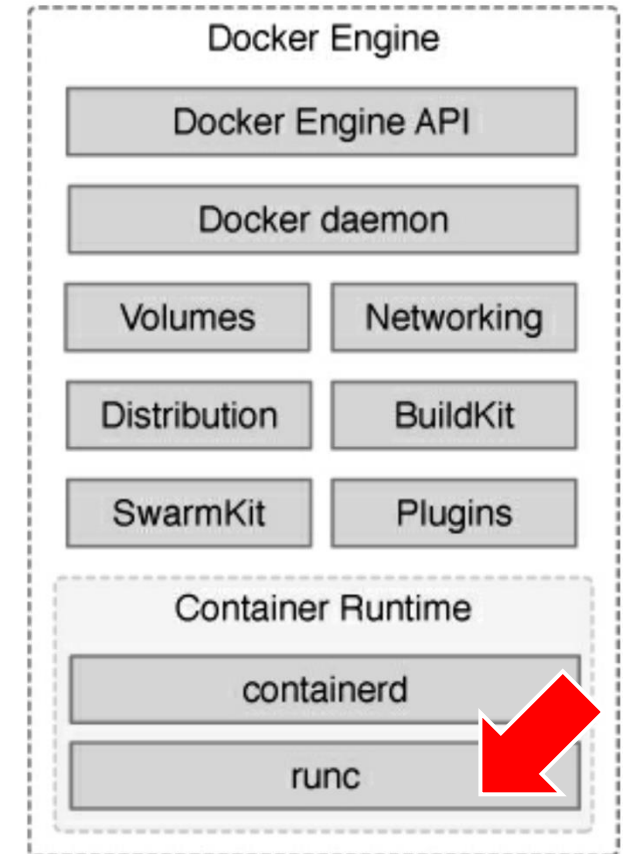 Docker Engine
Docker Engine API
Docker daemon
Volumes
Networking
Distribution
BuildKit
SwarmKit
Plugins
Container Runtime
containerd
runc